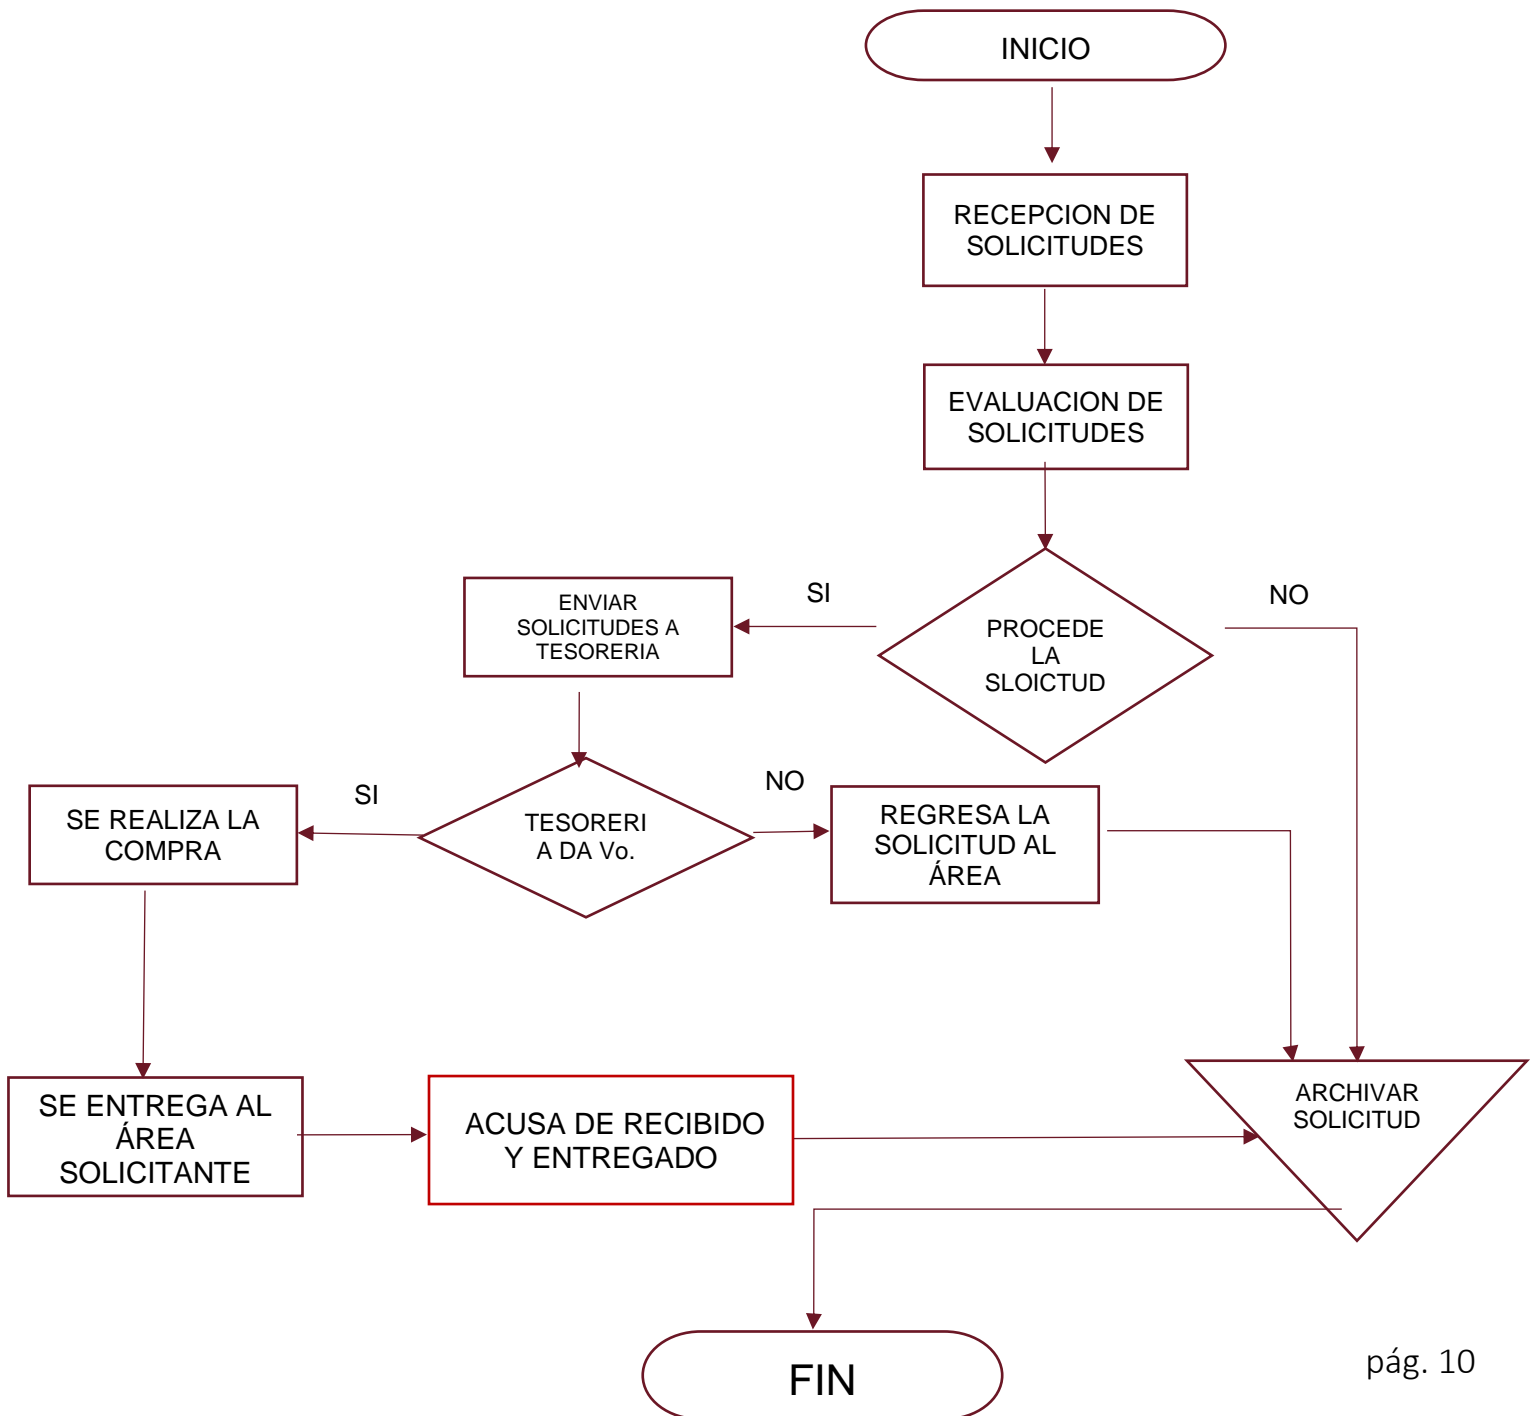 INICIO
RECEPCION DE
SOLICITUDES
EVALUACION DE
SOLICITUDES
SI
NO
ENVIAR
SOLICITUDES A
TESORERIA
PROCEDE
LA
SLOICTUD
SI
NO
SE REALIZA LA
COMPRA
TESORERI
A DA Vo.
REGRESA LA
SOLICITUD AL
ÁREA
SE ENTREGA AL
ÁREA
SOLICITANTE
ACUSA DE RECIBIDO
Y ENTREGADO
ARCHIVAR
SOLICITUD
FIN
pág. 10